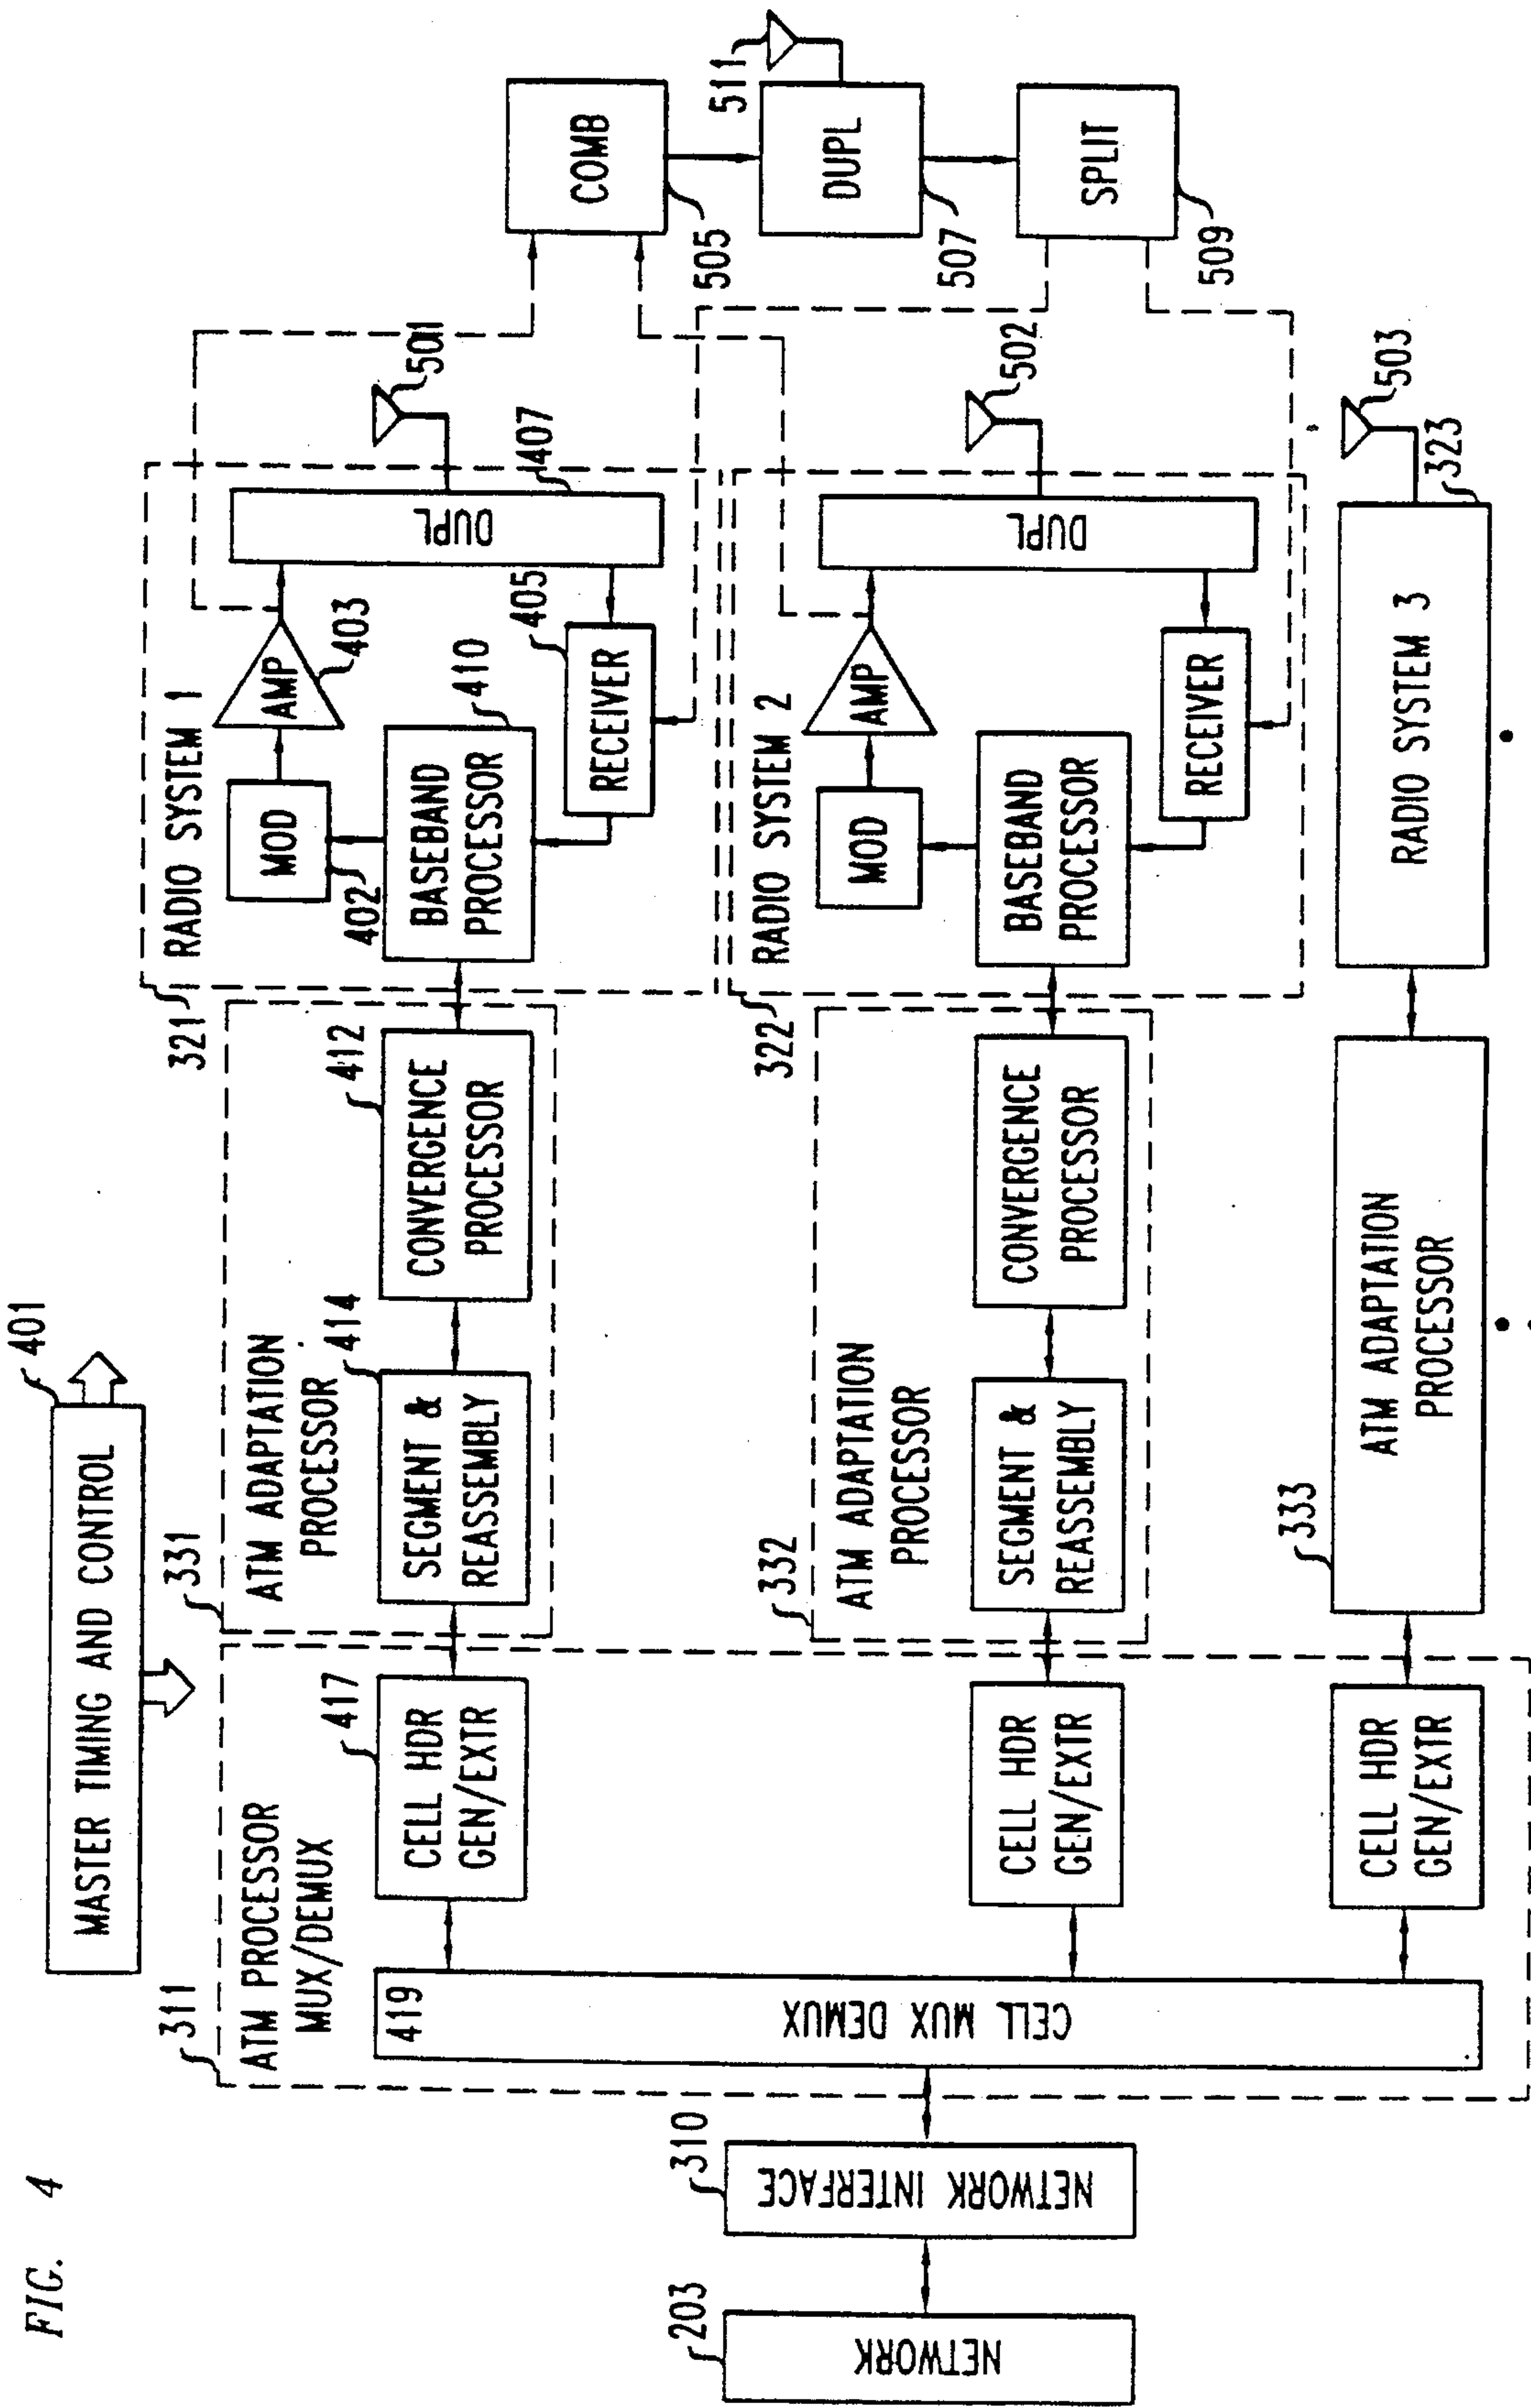 FIG. 4
MASTER TIMING AND CONTROL
401
311
ATM PROCESSOR
MUX/DEMUX
331
ATM ADAPTATION
PROCESSOR
321
RADIO SYSTEM 1
417
CELL HDR
GEN/EXTR
414
SEGMENT &
REASSEMBLY
412
CONVERGENCE
PROCESSOR
402
MOD
AMP
403
BASEBAND
PROCESSOR
410
405
RECEIVER
DUPL
407
501
COMB
505
511
DUPL
507
SPLIT
509
203
NETWORK
310
NETWORK INTERFACE
419
CELL MUX DEMUX
332
ATM ADAPTATION
PROCESSOR
322
RADIO SYSTEM 2
CELL HDR
GEN/EXTR
SEGMENT &
REASSEMBLY
CONVERGENCE
PROCESSOR
MOD
AMP
BASEBAND
PROCESSOR
RECEIVER
DUPL
502
CELL HDR
GEN/EXTR
333
ATM ADAPTATION
PROCESSOR
RADIO SYSTEM 3
323
503